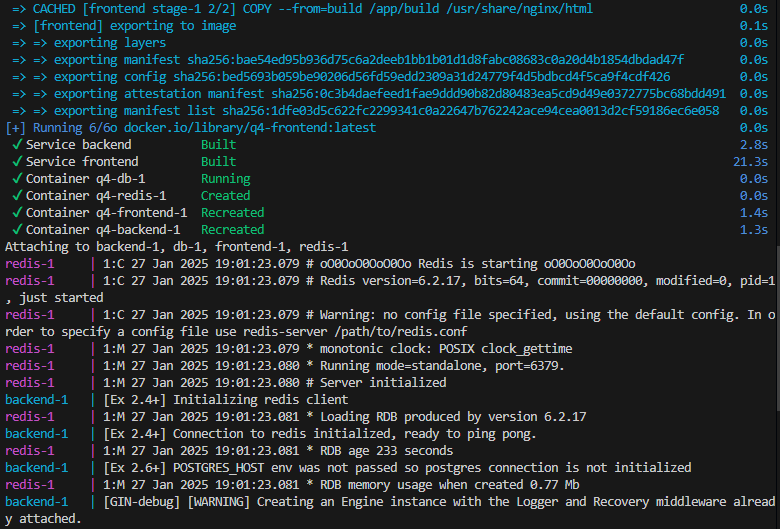 => CACHED [frontend stage-1 2/2] COPY --from=build /app/build /usr/share/nginx/html 0.0s
=> [frontend] exporting to image 0.1s
=> => exporting layers 0.0s
=> => exporting manifest sha256:bae54ed95b936d75c6a2deeb1bb1b01d1d8fabc08683c0a20d4b1854dbdad47f 0.0s
=> => exporting config sha256:bed5693b059be90206d56fd59edd2309a31d24779f4d5bdbcd4f5ca9f4cdf426 0.0s
=> => exporting attestation manifest sha256:0c3b4daefeed1fae9ddd90b82d80483ea5cd9d49e0372775bc68bdd491 0.0s
=> => exporting manifest list sha256:1dfe03d5c622fc2299341c0a22647b762242ace94cea0013d2cf59186ec6e058 0.0s
[+] Running 6/6o docker.io/library/q4-frontend:latest 0.0s
✔ Service backend Built 2.8s
✔ Service frontend Built 21.3s
✔ Container q4-db-1 Running 0.0s
✔ Container q4-redis-1 Created 0.0s
✔ Container q4-frontend-1 Recreated 1.4s
✔ Container q4-backend-1 Recreated 1.3s
Attaching to backend-1, db-1, frontend-1, redis-1
redis-1 | 1:C 27 Jan 2025 19:01:23.079 # oO0OoO0OoO0Oo Redis is starting oO0OoO0OoO0Oo
redis-1 | 1:C 27 Jan 2025 19:01:23.079 # Redis version=6.2.17, bits=64, commit=00000000, modified=0, pid=1
, just started
redis-1 | 1:C 27 Jan 2025 19:01:23.079 # Warning: no config file specified, using the default config. In o
rder to specify a config file use redis-server /path/to/redis.conf
redis-1 | 1:M 27 Jan 2025 19:01:23.079 * monotonic clock: POSIX clock_gettime
redis-1 | 1:M 27 Jan 2025 19:01:23.080 * Running mode=standalone, port=6379.
redis-1 | 1:M 27 Jan 2025 19:01:23.080 # Server initialized
backend-1 | [Ex 2.4+] Initializing redis client
redis-1 | 1:M 27 Jan 2025 19:01:23.081 * Loading RDB produced by version 6.2.17
backend-1 | [Ex 2.4+] Connection to redis initialized, ready to ping pong.
redis-1 | 1:M 27 Jan 2025 19:01:23.081 * RDB age 233 seconds
backend-1 | [Ex 2.6+] POSTGRES_HOST env was not passed so postgres connection is not initialized
redis-1 | 1:M 27 Jan 2025 19:01:23.081 * RDB memory usage when created 0.77 Mb
backend-1 | [GIN-debug] [WARNING] Creating an Engine instance with the Logger and Recovery middleware alread
y attached.